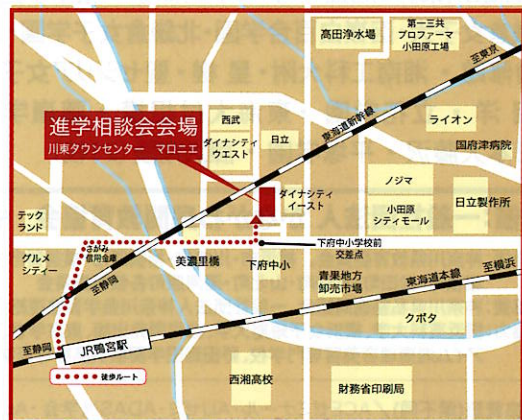 高田浄水場
第一三共
プロファーマ
小田原工場
至東京
東海道新幹線
ライオン
国府津病院
西武
ダイナシティ
ウエスト
日立
進学相談会会場
川東タウンセンター マロニエ
ダイナシティ
イースト
ノジマ
小田原
シティモール
日立製作所
テック
ランド
さがみ
信用金庫
グルメ
シティー
美濃里橋
下府中小
下府中小学校前
交差点
青果地方
卸売市場
東海道本線
至横浜
至静岡
クボタ
至静岡
JR鴨宮駅
徒歩ルート
西湘高校
財務省印刷局